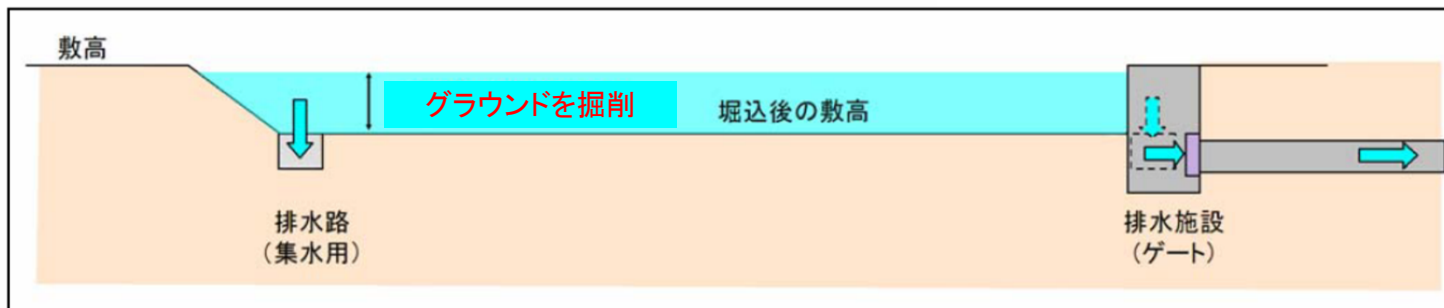 敷高
グラウンドを掘削
堀込後の敷高
排水路
（集水用）
排水施設
（ゲート）